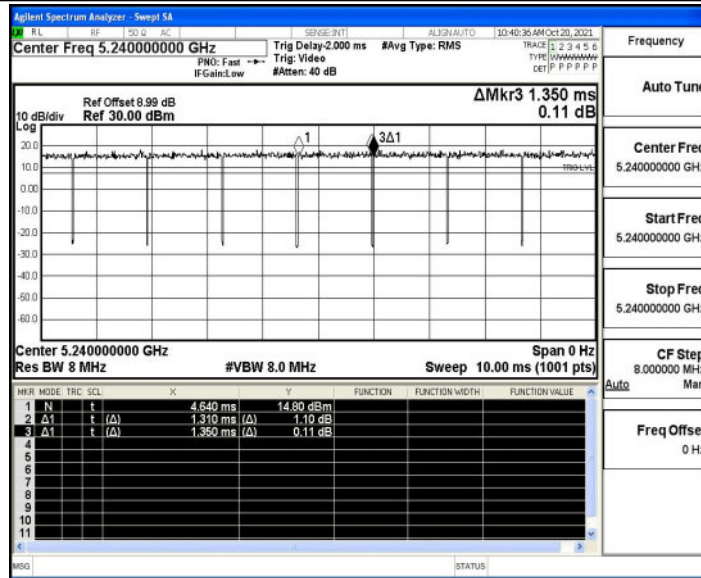 Agilent Spectrum Analyzer - Swept SA
RL RF 50 Ω AC SENSE:INT ALIGNAUTO 10:40:36 AM Oct 20, 2021
Center Freq 5.240000000 GHz
PNO: Fast
IFGain:Low
Trig Delay-2.000 ms
Trig: Video
#Atten: 40 dB
#Avg Type: RMS
TRACE 1 2 3 4 5 6
TYPE WWWWWW
DET P P P P P P
Frequency
Auto Tune
Center Freq
5.240000000 GHz
Start Freq
5.240000000 GHz
Stop Freq
5.240000000 GHz
CF Step
8.000000 MHz
Auto Man
Freq Offset
0 Hz
Ref Offset 8.99 dB
10 dB/div Ref 30.00 dBm
ΔMkr3 1.350 ms
0.11 dB
Log
20.0
10.0
0.00
-10.0
-20.0
-30.0
-40.0
-50.0
-60.0
1
3Δ1
TRIG LVL
Center 5.240000000 GHz Span 0 Hz
Res BW 8 MHz #VBW 8.0 MHz Sweep 10.00 ms (1001 pts)
MKR MODE TRC SCL X Y FUNCTION FUNCTION WIDTH FUNCTION VALUE
1 N t 4.640 ms 14.80 dBm
2 Δ1 t (Δ) 1.310 ms (Δ) 1.10 dB
3 Δ1 t (Δ) 1.350 ms (Δ) 0.11 dB
4
5
6
7
8
9
10
11
MSG STATUS